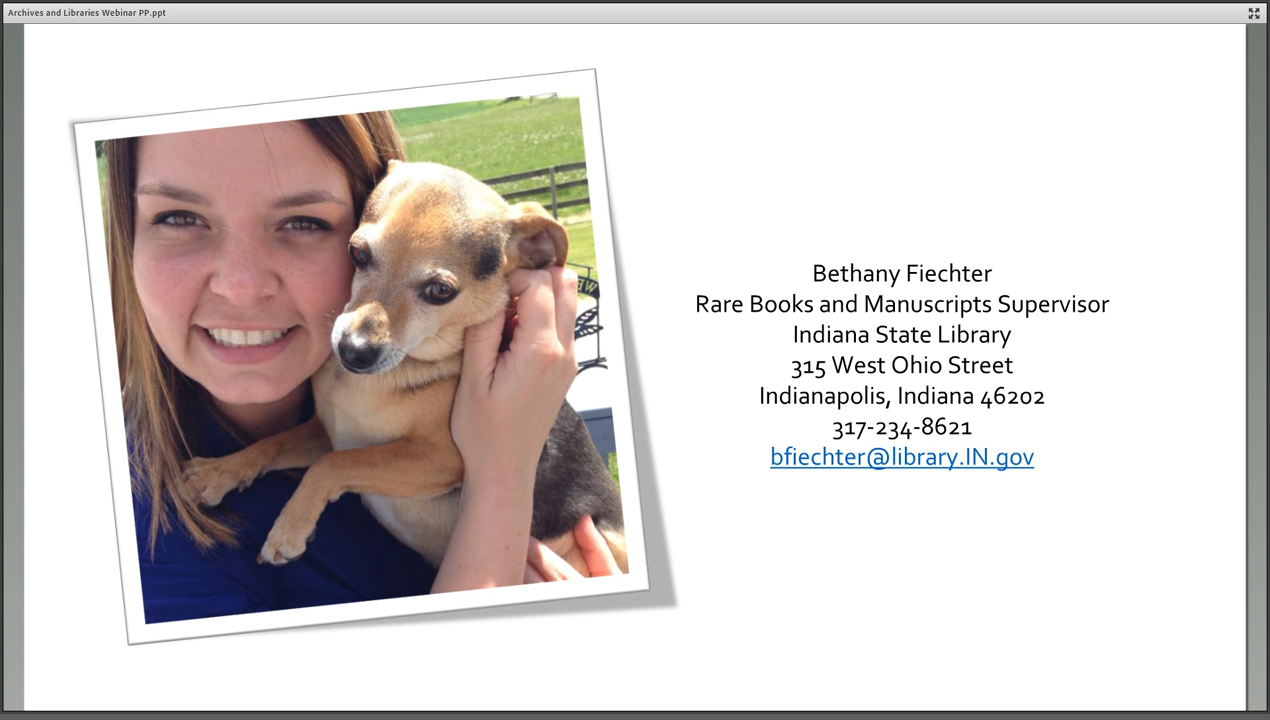 Archives and Libraries Webinar PP.ppt
Bethany Fiechter
Rare Books and Manuscripts Supervisor
Indiana State Library
315 West Ohio Street
Indianapolis, Indiana 46202
317-234-8621
bfiechter@library.IN.gov